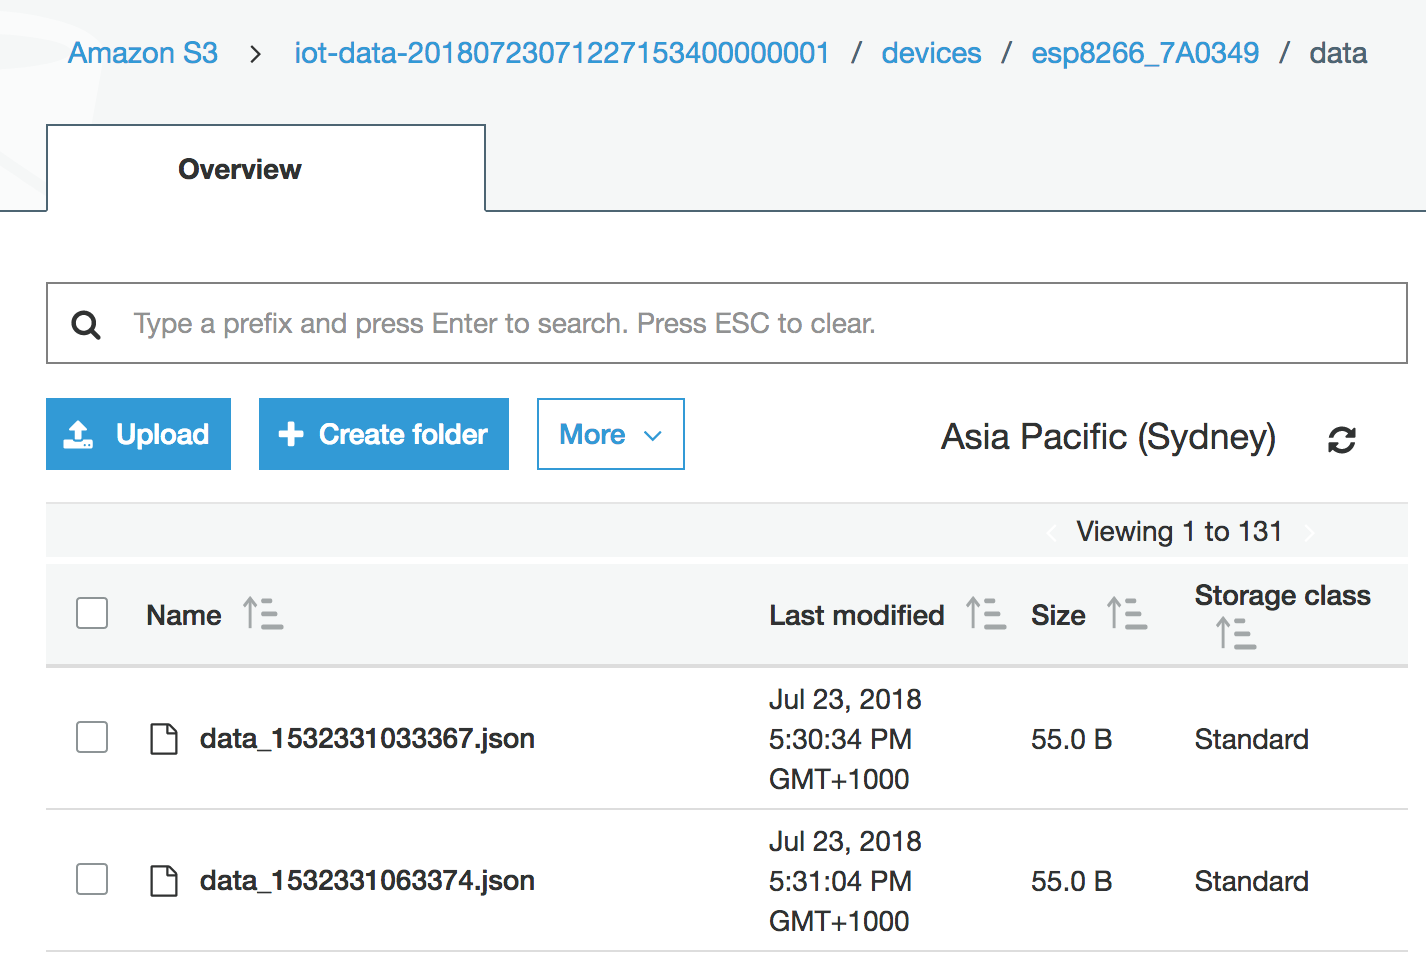 Amazon S3 > iot-data-20180723071227153400000001 / devices / esp8266_7A0349 / data
Overview
Type a prefix and press Enter to search. Press ESC to clear.
Upload
Create folder
More
Asia Pacific (Sydney)
Viewing 1 to 131
Name
Last modified
Size
Storage class
data_1532331033367.json
Jul 23, 2018
5:30:34 PM
GMT+1000
55.0 B
Standard
data_1532331063374.json
Jul 23, 2018
5:31:04 PM
GMT+1000
55.0 B
Standard